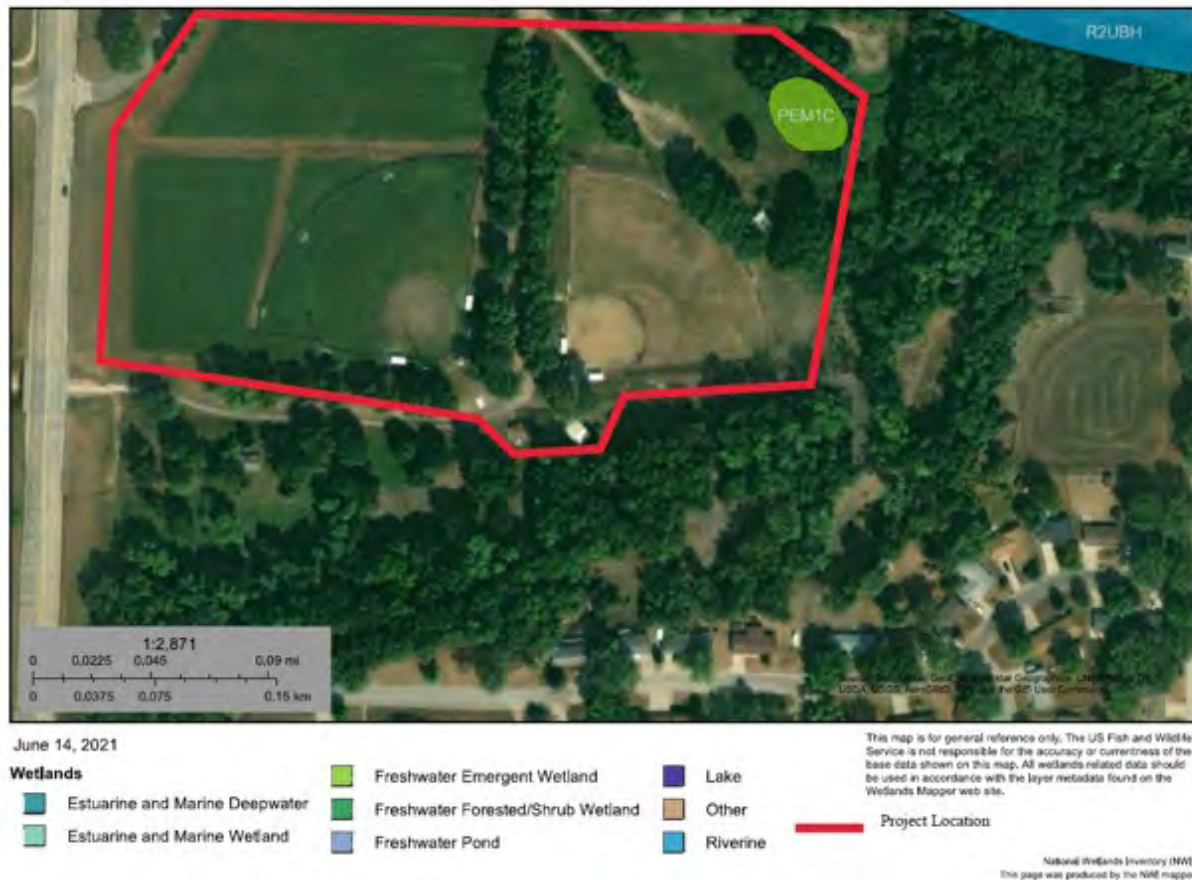 R2UBH
PEM1C
1:2,871
0 0.0225 0.045 0.09 mi
0 0.0375 0.075 0.15 km
June 14, 2021
Wetlands
Estuarine and Marine Deepwater
Estuarine and Marine Wetland
Freshwater Emergent Wetland
Freshwater Forested/Shrub Wetland
Freshwater Pond
Lake
Other
Riverine
This map is for general reference only. The US Fish and Wildlife
Service is not responsible for the accuracy or currentness of the
base data shown on this map. All wetlands related data should
be used in accordance with the layer metadata found on the
Wetlands Mapper web site.
Project Location
National Wetlands Inventory (NWI
This page was produced by the NWI mapper